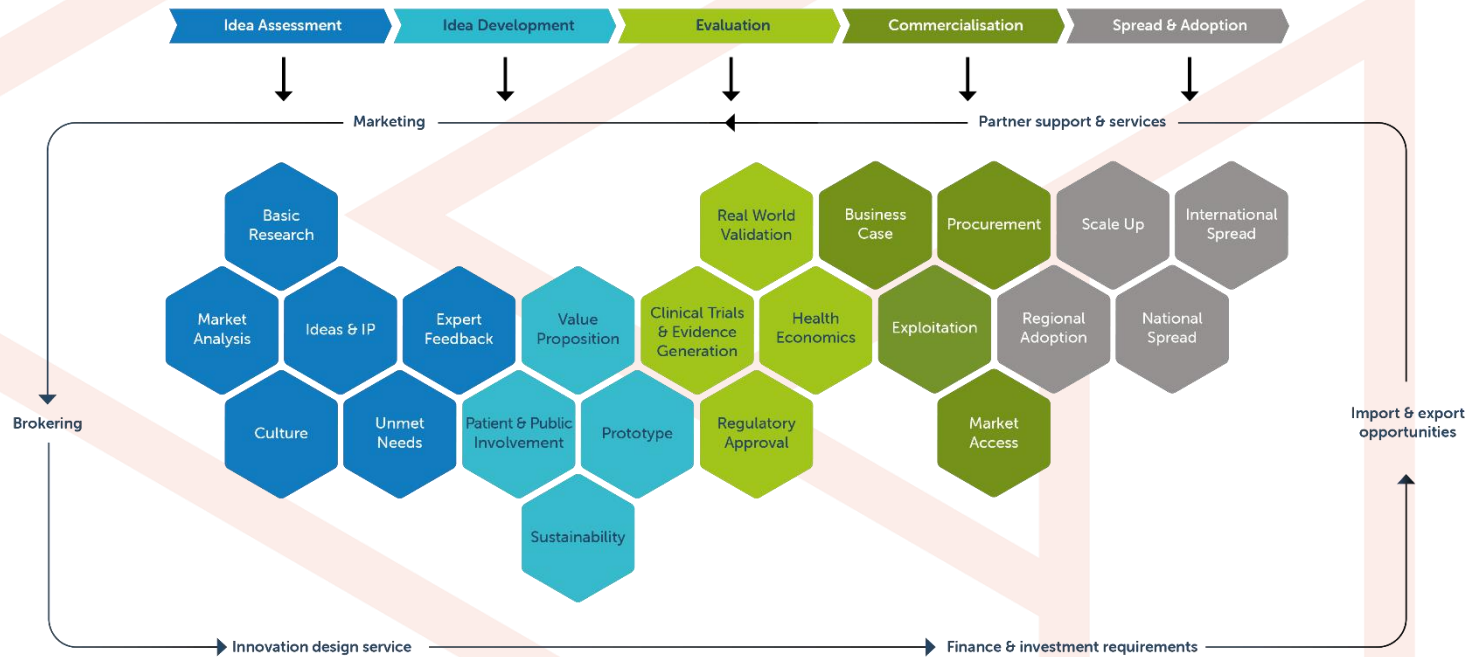 Idea Assessment
Idea Development
Evaluation
Commercialisation
Spread & Adoption
Marketing
Partner support & services
Basic
Research
Real World
Validation
Business
Case
Procurement
Scale Up
International
Spread
Market
Analysis
Ideas & IP
Expert
Feedback
Value
Proposition
Clinical Trials
& Evidence
Generation
Health
Economics
Exploitation
Regional
Adoption
National
Spread
Brokering
Culture
Unmet
Needs
Patient & Public
Involvement
Prototype
Regulatory
Approval
Market
Access
Import & export
opportunities
Sustainability
Innovation design service
Finance & investment requirements